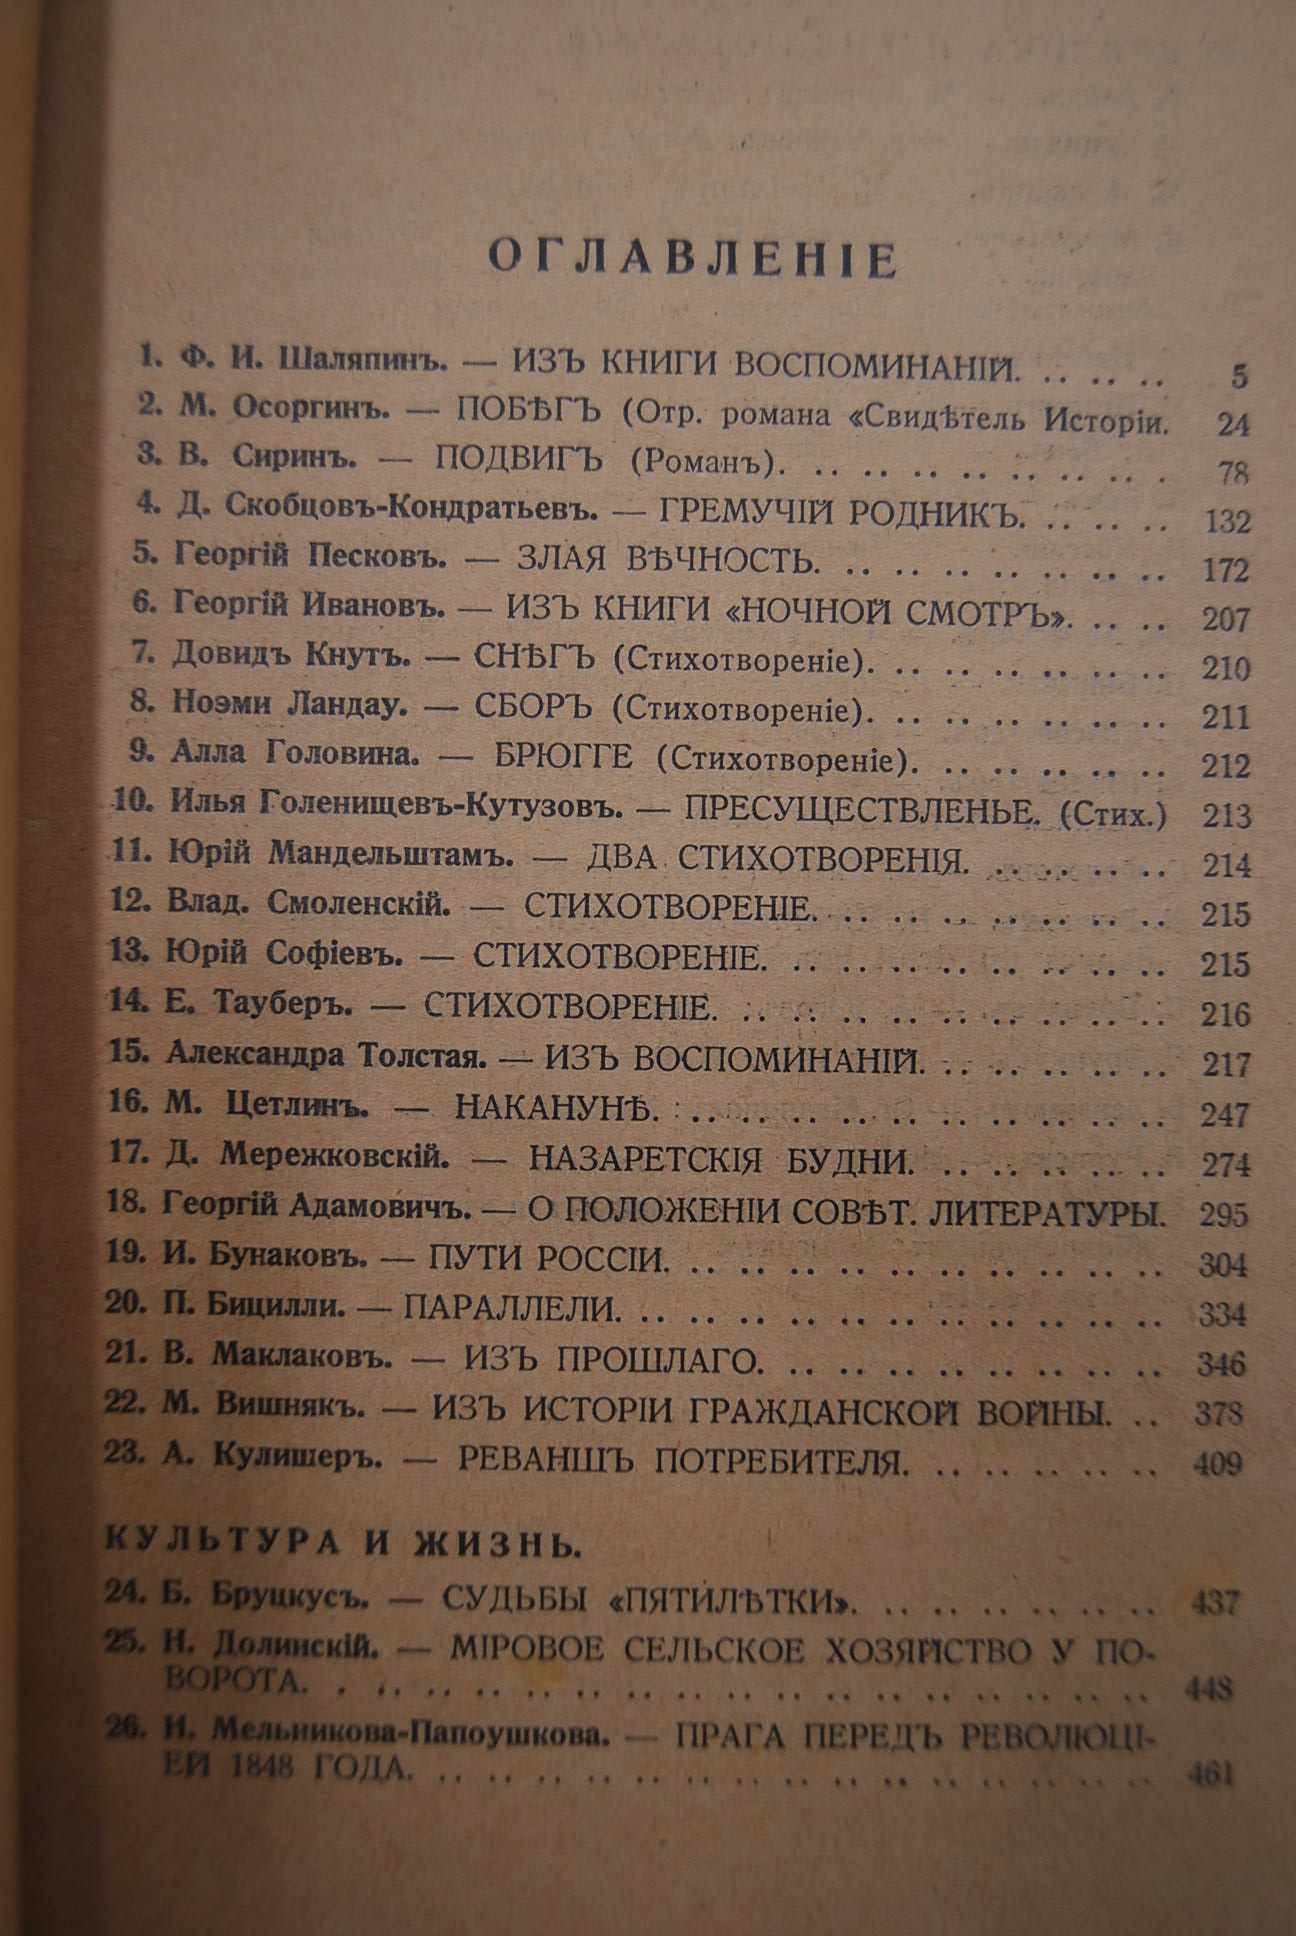 ОГЛАВЛЕНІЕ
1. Ф. И. Шаляпинъ. — ИЗЪ КНИГИ ВОСПОМИНАНІЙ. .. .. .. 5
2. М. Осоргинъ. — ПОБѢГЪ (Отр. романа «Свидѣтель Исторіи. 24
3. В. Сиринъ. — ПОДВИГЪ (Романъ). .. .. .. .. .. .. .. . 78
4. Д. Скобцовъ-Кондратьевъ. — ГРЕМУЧІЙ РОДНИКЪ. .. .. .. 132
5. Георгій Песковъ. — ЗЛАЯ ВѢЧНОСТЬ. .. .. .. .. .. .. .. 172
6. Георгій Ивановъ. — ИЗЪ КНИГИ «НОЧНОЙ СМОТРЪ». .. .. 207
7. Довидъ Кнутъ. — СНѢГЪ (Стихотвореніе). .. .. .. .. .. .. 210
8. Ноэми Ландау. — СБОРЪ (Стихотвореніе). .. .. .. .. .. .. 211
9. Алла Головина. — БРЮГГЕ (Стихотвореніе). .. .. .. .. .. 212
10. Илья Голенищевъ-Кутузовъ. — ПРЕСУЩЕСТВЛЕНЬЕ. (Стих.) 213
11. Юрій Мандельштамъ. — ДВА СТИХОТВОРЕНІЯ. .. .. .. .. 214
12. Влад. Смоленскій. — СТИХОТВОРЕНІЕ. .. .. .. .. .. .. .. 215
13. Юрій Софіевъ. — СТИХОТВОРЕНІЕ. .. .. .. .. .. .. .. .. 215
14. Е. Тауберъ. — СТИХОТВОРЕНІЕ. .. .. .. .. .. .. .. .. .. 216
15. Александра Толстая. — ИЗЪ ВОСПОМИНАНІЙ. .. .. .. .. .. 217
16. М. Цетлинъ. — НАКАНУНѢ. .. .. .. .. .. .. .. .. .. .. 247
17. Д. Мережковскій. — НАЗАРЕТСКІЯ БУДНИ. .. .. .. .. .. 274
18. Георгій Адамовичъ. — О ПОЛОЖЕНІИ СОВѢТ. ЛИТЕРАТУРЫ. 295
19. И. Бунаковъ. — ПУТИ РОССІИ. .. .. .. .. .. .. .. .. .. .. 304
20. П. Бицилли. — ПАРАЛЛЕЛИ. .. .. .. .. .. .. .. .. .. .. .. 334
21. В. Маклаковъ. — ИЗЪ ПРОШЛАГО. .. .. .. .. .. .. .. .. 346
22. М. Вишнякъ. — ИЗЪ ИСТОРІИ ГРАЖДАНСКОЙ ВОЙНЫ. .. 378
23. А. Кулишеръ. — РЕВАНШЪ ПОТРЕБИТЕЛЯ. .. .. .. .. .. 409
КУЛЬТУРА И ЖИЗНЬ.
24. Б. Бруцкусъ. — СУДЬБЫ «ПЯТИЛѢТКИ». .. .. .. .. .. .. 437
25. Н. Долинскій. — МІРОВОЕ СЕЛЬСКОЕ ХОЗЯЙСТВО У ПО-
ВОРОТА. . .. .. .. .. .. .. .. .. .. .. .. .. .. .. .. .. 448
26. Н. Мельникова-Папоушкова. — ПРАГА ПЕРЕДЪ РЕВОЛЮЦІ-
ЕЙ 1848 ГОДА. .. .. .. .. .. .. .. .. .. .. .. .. .. .. .. 461